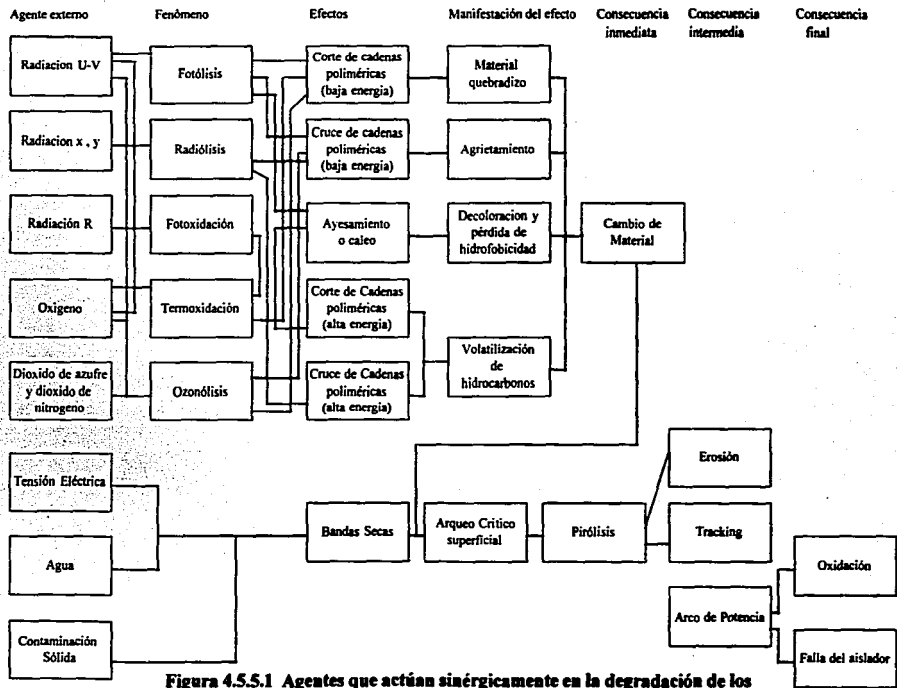 Agente externo
Fenómeno
Efectos
Manifestación del efecto
Consecuencia
inmediata
Consecuencia
intermedia
Consecuencia
final
Radiacion U-V
Fotólisis
Corte de cadenas
poliméricas
(baja energia)
Material
quebradizo
Radiacion x , y
Radiólisis
Cruce de cadenas
poliméricas
(baja energia)
Agrietamiento
Radiación R
Fotoxidación
Ayesamiento
o caleo
Decoloracion y
pérdida de
hidrofobicidad
Cambio de
Material
Oxigeno
Termoxidación
Corte de Cadenas
poliméricas
(alta energia)
Volatilización
de
hidrocarbonos
Dioxido de azufre
y dioxido de
nitrogeno
Ozonólisis
Cruce de Cadenas
poliméricas
(alta energia)
Tensión Eléctrica
Erosión
Bandas Secas
Arqueo Critico
superficial
Pirólisis
Tracking
Agua
Oxidación
Arco de Potencia
Contaminación
Sólida
Falla del aislador
Figura 4.5.5.1 Agentes que actúan sinérgicamente en la degradación de los